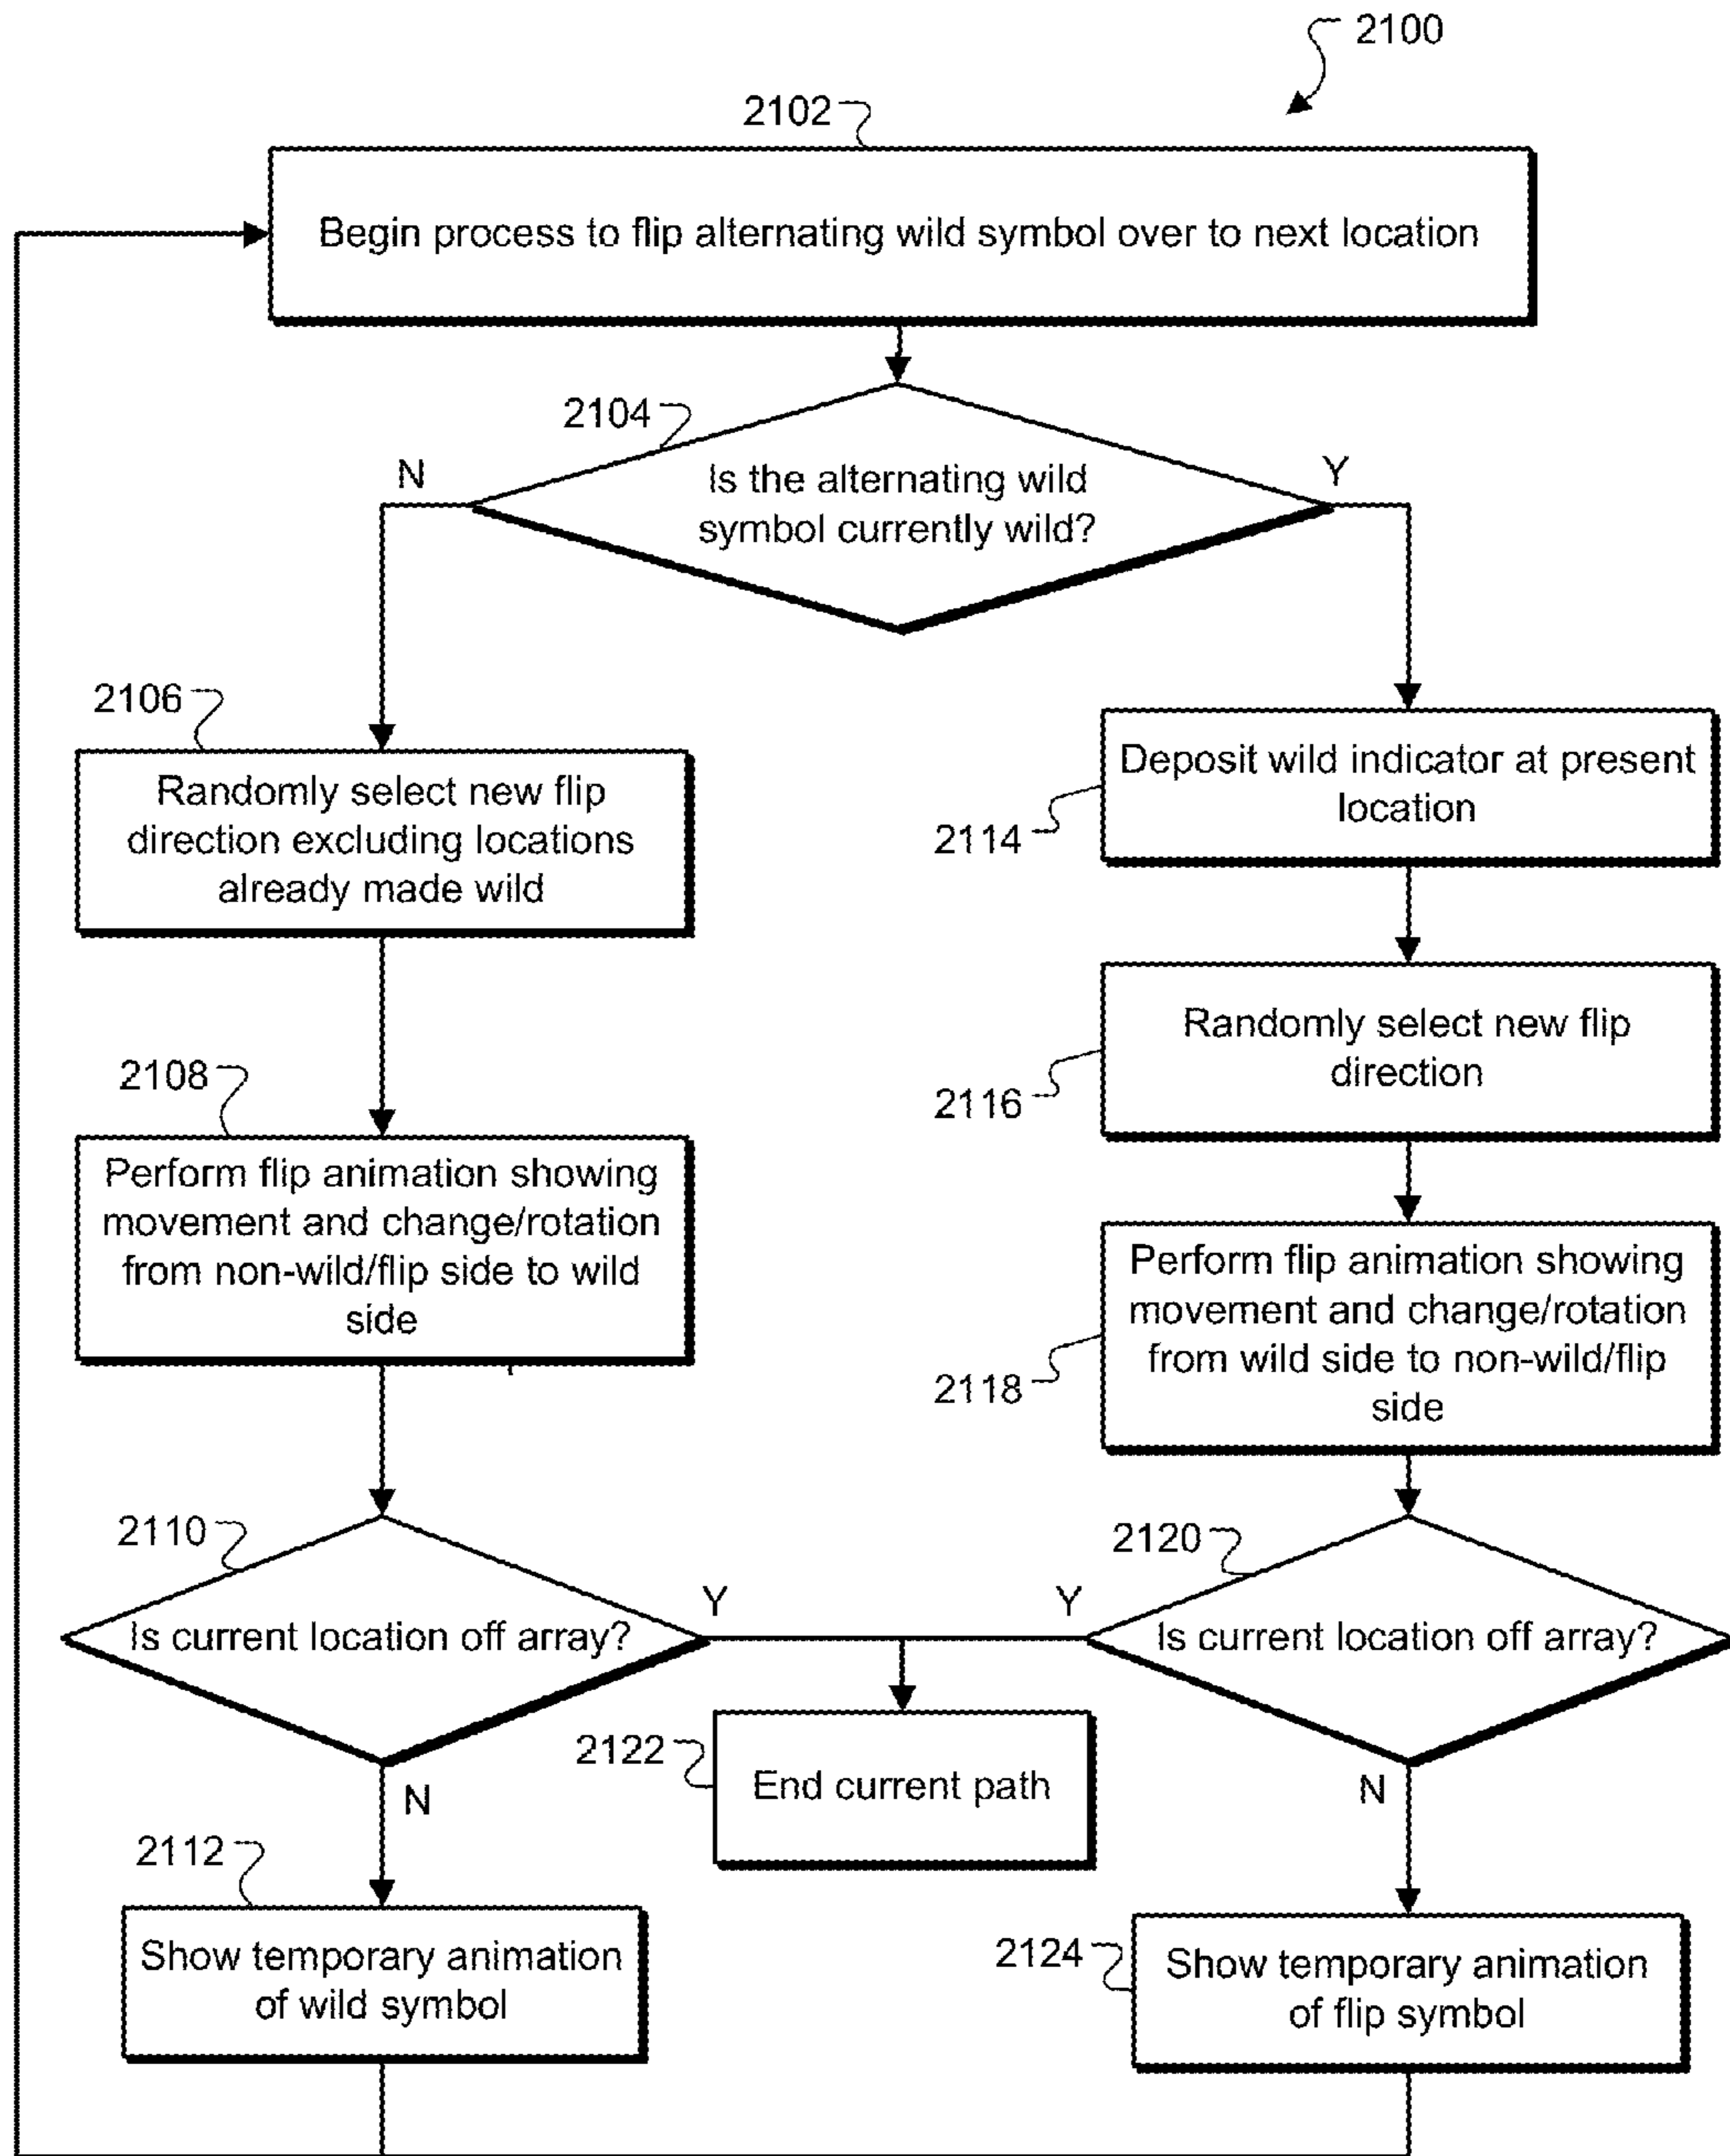 2100
2102
Begin process to flip alternating wild symbol over to next location
2104
N
Y
Is the alternating wild
symbol currently wild?
2106
Randomly select new flip
direction excluding locations
already made wild
2114
Deposit wild indicator at present
location
2116
Randomly select new flip
direction
2108
Perform flip animation showing
movement and change/rotation
from non-wild/flip side to wild
side
2118
Perform flip animation showing
movement and change/rotation
from wild side to non-wild/flip
side
2110
Is current location off array?
Y
N
2120
Is current location off array?
Y
N
2122
End current path
2112
Show temporary animation
of wild symbol
2124
Show temporary animation
of flip symbol